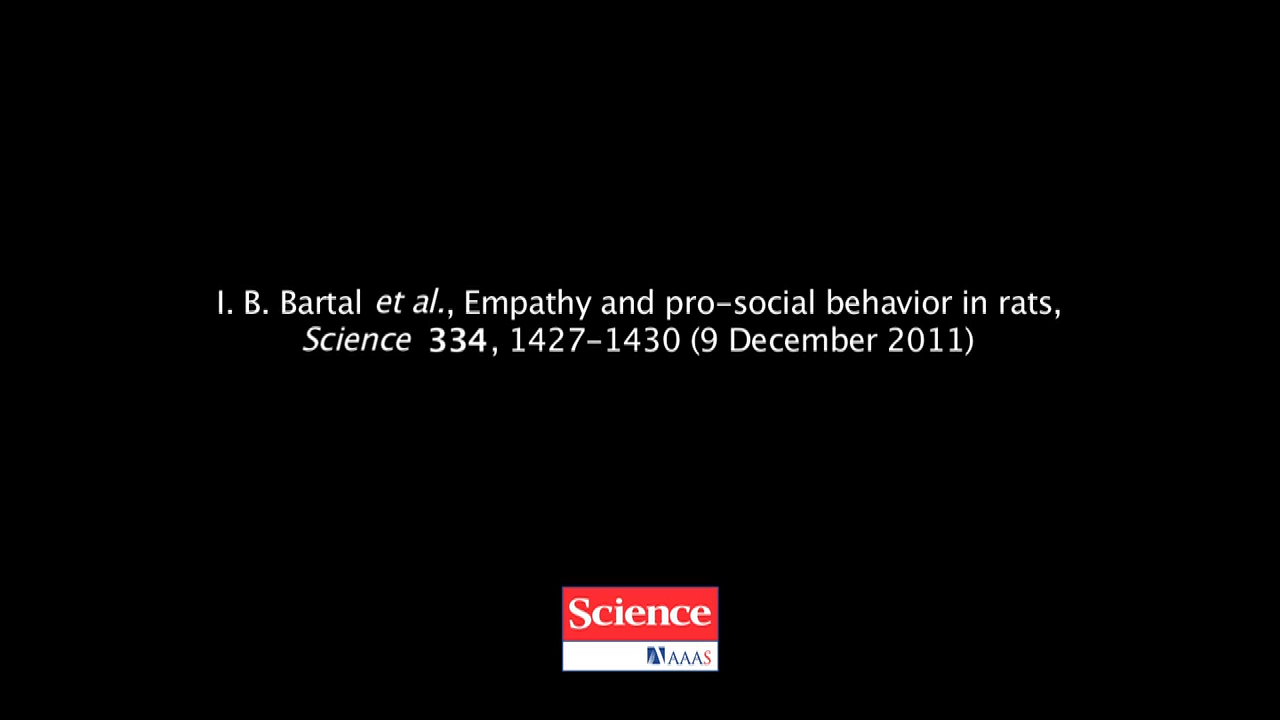 I. B. Bartal et al., Empathy and pro-social behavior in rats,
Science 334, 1427-1430 (9 December 2011)
Science
AAAS